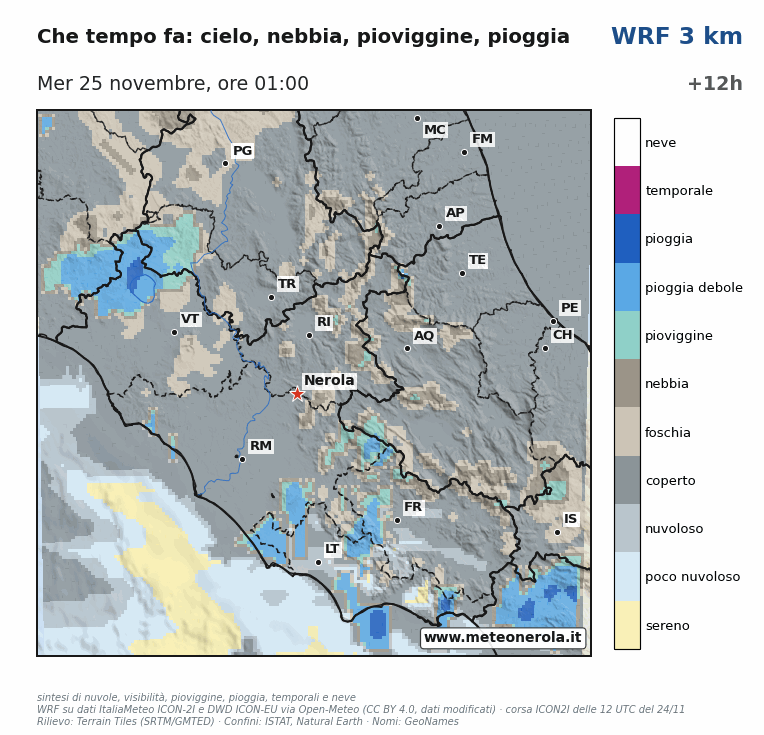 Che tempo fa: cielo, nebbia, pioviggine, pioggia
WRF 3 km
Mer 25 novembre, ore 01:00
+12h
MC
FM
PG
AP
TE
TR
PE
VT
RI
AQ
CH
Nerola
RM
FR
IS
LT
www.meteonerola.it
neve
temporale
pioggia
pioggia debole
pioviggine
nebbia
foschia
coperto
nuvoloso
poco nuvoloso
sereno
sintesi di nuvole, visibilità, pioviggine, pioggia, temporali e neve
WRF su dati ItaliaMeteo ICON-2I e DWD ICON-EU via Open-Meteo (CC BY 4.0, dati modificati) · corsa ICON2I delle 12 UTC del 24/11
Rilievo: Terrain Tiles (SRTM/GMTED) · Confini: ISTAT, Natural Earth · Nomi: GeoNames